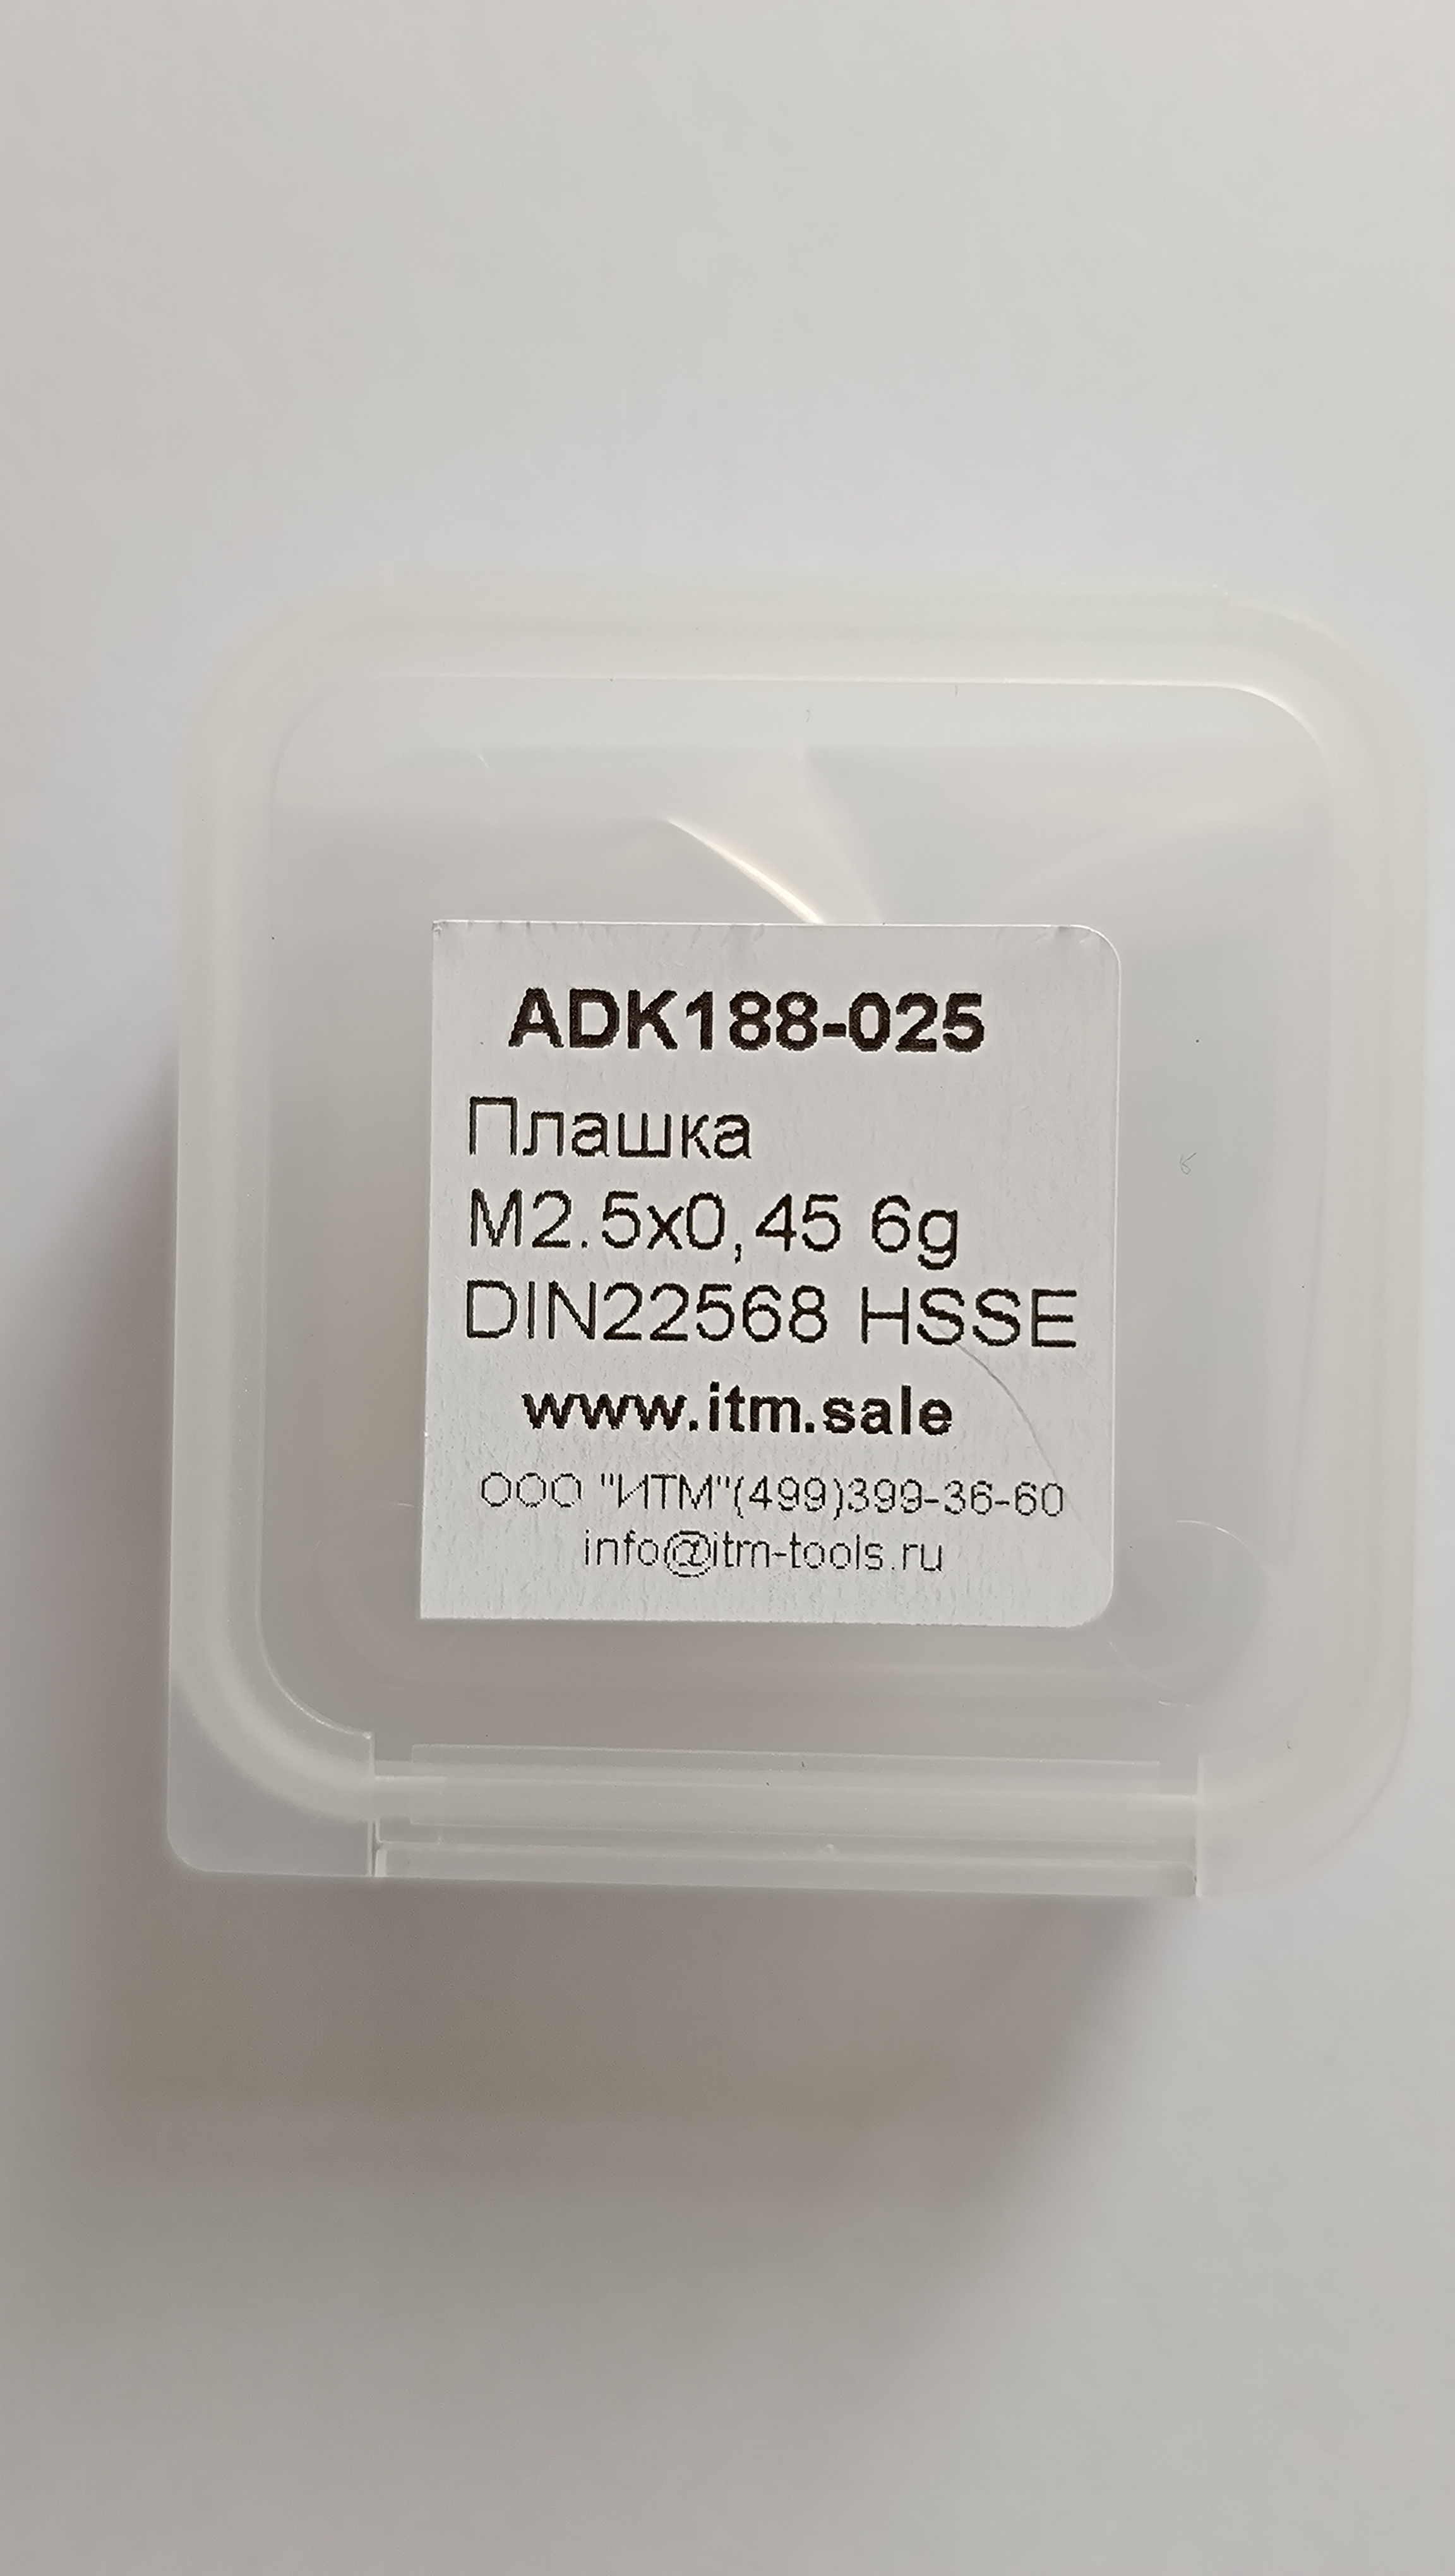 ADK188-025
Плашка
M2.5x0,45 6g
DIN22568 HSSE
www.itm.sale
ООО "ИТМ"(499)399-36-60
info@itm-tools.ru